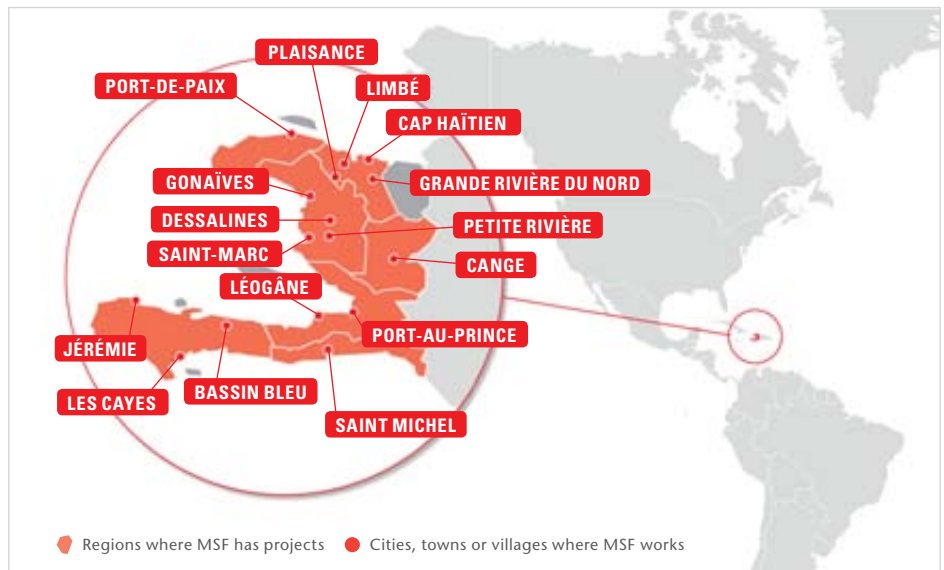 PLAISANCE
PORT-DE-PAIX
LIMBÉ
CAP HAÏTIEN
GONAÏVES
GRANDE RIVIÈRE DU NORD
DESSALINES
PETITE RIVIÈRE
SAINT-MARC
CANGE
LÉOGÂNE
PORT-AU-PRINCE
JÉRÉMIE
BASSIN BLEU
LES CAYES
SAINT MICHEL
Regions where MSF has projects
Cities, towns or villages where MSF works